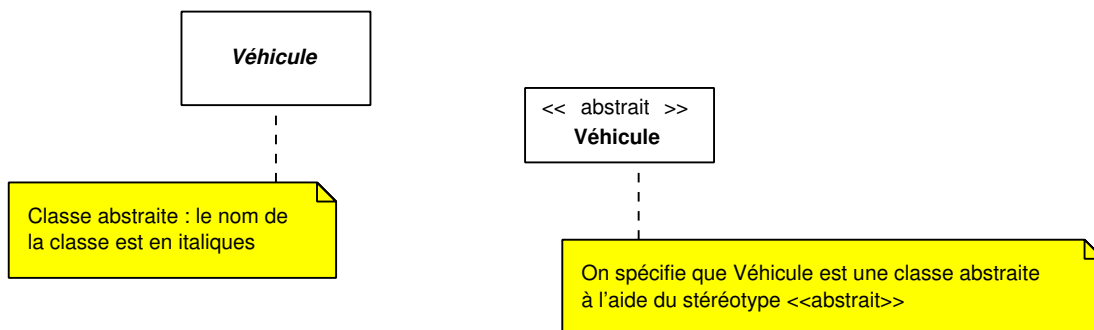 Véhicule
Classe abstraite : le nom de
la classe est en italiques
<< abstrait >>
Véhicule
On spécifie que Véhicule est une classe abstraite
à l'aide du stéréotype <<abstrait>>